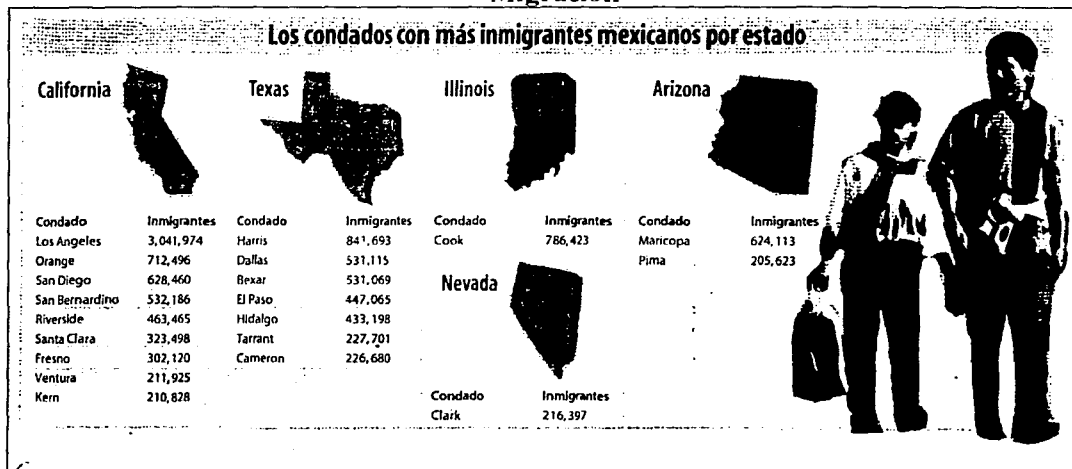 Migración
Los condados con más inmigrantes mexicanos por estado
California
Texas
Illinois
Arizona
Condado Inmigrantes Condado Inmigrantes Condado Inmigrantes Condado Inmigrantes
Los Angeles 3,041,974 Harris 841,693 Cook 786,423 Maricopa 624,113
Orange 712,496 Dallas 531,115 Pima 205,623
San Diego 628,460 Bexar 531,069
Nevada
San Bernardino 532,186 El Paso 447,065
Riverside 463,465 Hidalgo 433,198
Santa Clara 323,498 Tarrant 227,701
Fresno 302,120 Cameron 226,680
Ventura 211,925
Kern 210,828 Condado Inmigrantes
Clark 216,397